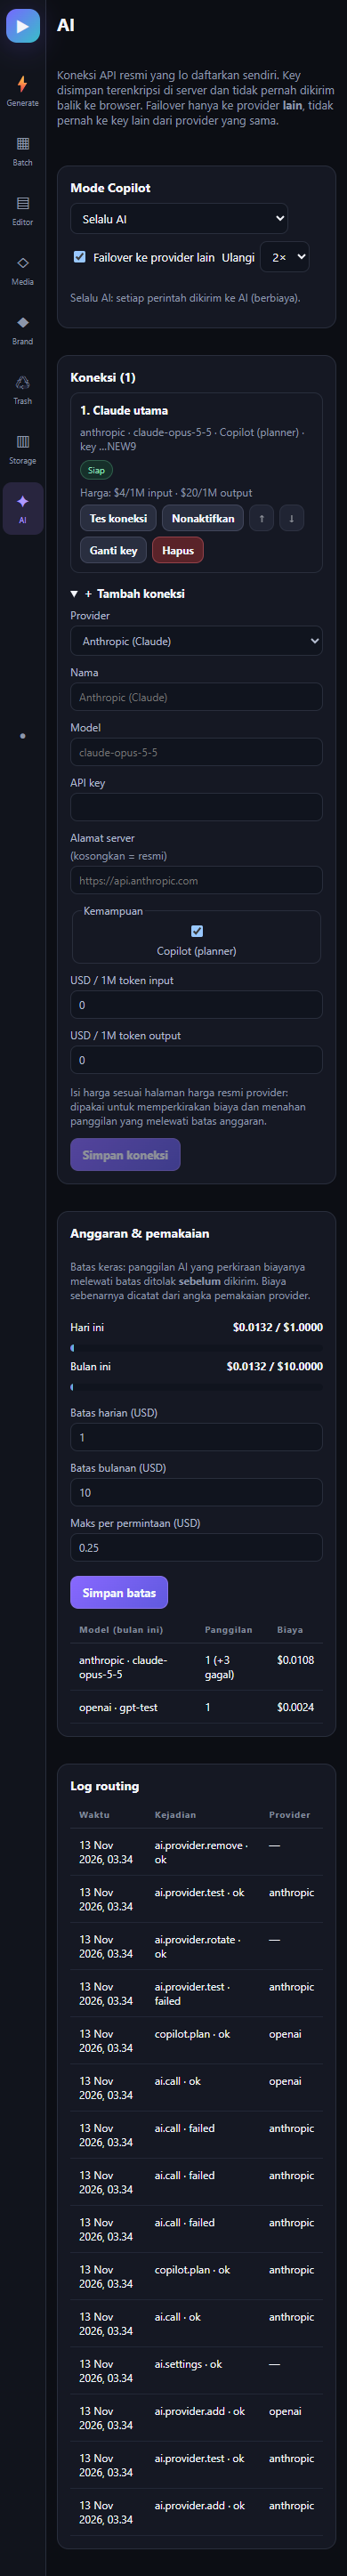 AI
Generate
Batch
Editor
Media
Brand
Trash
Storage
AI
Koneksi API resmi yang lo daftarkan sendiri. Key
disimpan terenkripsi di server dan tidak pernah dikirim
balik ke browser. Failover hanya ke provider lain, tidak
pernah ke key lain dari provider yang sama.
Mode Copilot
Selalu AI
Failover ke provider lain Ulangi 2×
Selalu AI: setiap perintah dikirim ke AI (berbiaya).
Koneksi (1)
1. Claude utama
anthropic · claude-opus-5-5 · Copilot (planner) ·
key …NEW9
Siap
Harga: $4/1M input · $20/1M output
Tes koneksi Nonaktifkan ↑ ↓
Ganti key Hapus
▼ + Tambah koneksi
Provider
Anthropic (Claude)
Nama
Anthropic (Claude)
Model
claude-opus-5-5
API key
Alamat server
(kosongkan = resmi)
https://api.anthropic.com
Kemampuan
Copilot (planner)
USD / 1M token input
0
USD / 1M token output
0
Isi harga sesuai halaman harga resmi provider:
dipakai untuk memperkirakan biaya dan menahan
panggilan yang melewati batas anggaran.
Simpan koneksi
Anggaran & pemakaian
Batas keras: panggilan AI yang perkiraan biayanya
melewati batas ditolak sebelum dikirim. Biaya
sebenarnya dicatat dari angka pemakaian provider.
Hari ini $0.0132 / $1.0000
Bulan ini $0.0132 / $10.0000
Batas harian (USD)
1
Batas bulanan (USD)
10
Maks per permintaan (USD)
0.25
Simpan batas
Model (bulan ini) Panggilan Biaya
anthropic · claude- 1 (+3 $0.0108
opus-5-5 gagal)
openai · gpt-test 1 $0.0024
Log routing
Waktu Kejadian Provider
13 Nov ai.provider.remove · —
2026, 03.34 ok
13 Nov ai.provider.test · ok anthropic
2026, 03.34
13 Nov ai.provider.rotate · —
2026, 03.34 ok
13 Nov ai.provider.test · anthropic
2026, 03.34 failed
13 Nov copilot.plan · ok openai
2026, 03.34
13 Nov ai.call · ok openai
2026, 03.34
13 Nov ai.call · failed anthropic
2026, 03.34
13 Nov ai.call · failed anthropic
2026, 03.34
13 Nov ai.call · failed anthropic
2026, 03.34
13 Nov copilot.plan · ok anthropic
2026, 03.34
13 Nov ai.call · ok anthropic
2026, 03.34
13 Nov ai.settings · ok —
2026, 03.34
13 Nov ai.provider.add · ok openai
2026, 03.34
13 Nov ai.provider.test · ok anthropic
2026, 03.34
13 Nov ai.provider.add · ok anthropic
2026, 03.34